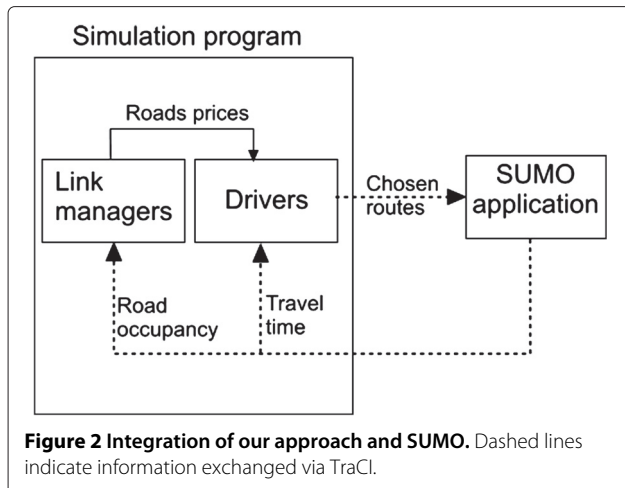 Simulation program
Roads prices
Link
managers
Drivers
Chosen
routes
SUMO
application
Road
occupancy
Travel
time
Figure 2 Integration of our approach and SUMO. Dashed lines
indicate information exchanged via TraCI.